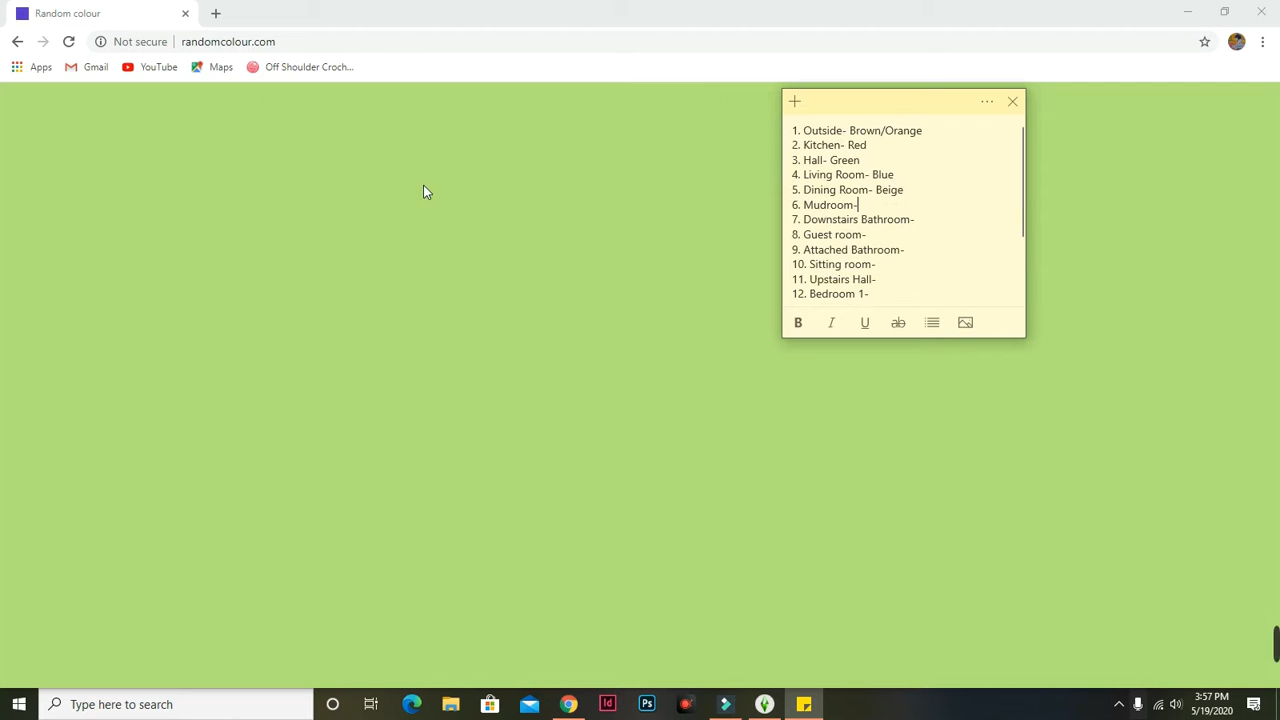 Random colour
Not secure | randomcolour.com
Apps Gmail YouTube Maps Off Shoulder Croch...
1. Outside- Brown/Orange
2. Kitchen- Red
3. Hall- Green
4. Living Room- Blue
5. Dining Room- Beige
6. Mudroom-
7. Downstairs Bathroom-
8. Guest room-
9. Attached Bathroom-
10. Sitting room-
11. Upstairs Hall-
12. Bedroom 1-
B I U ab
Type here to search
Id Ps
3:57 PM
5/19/2020